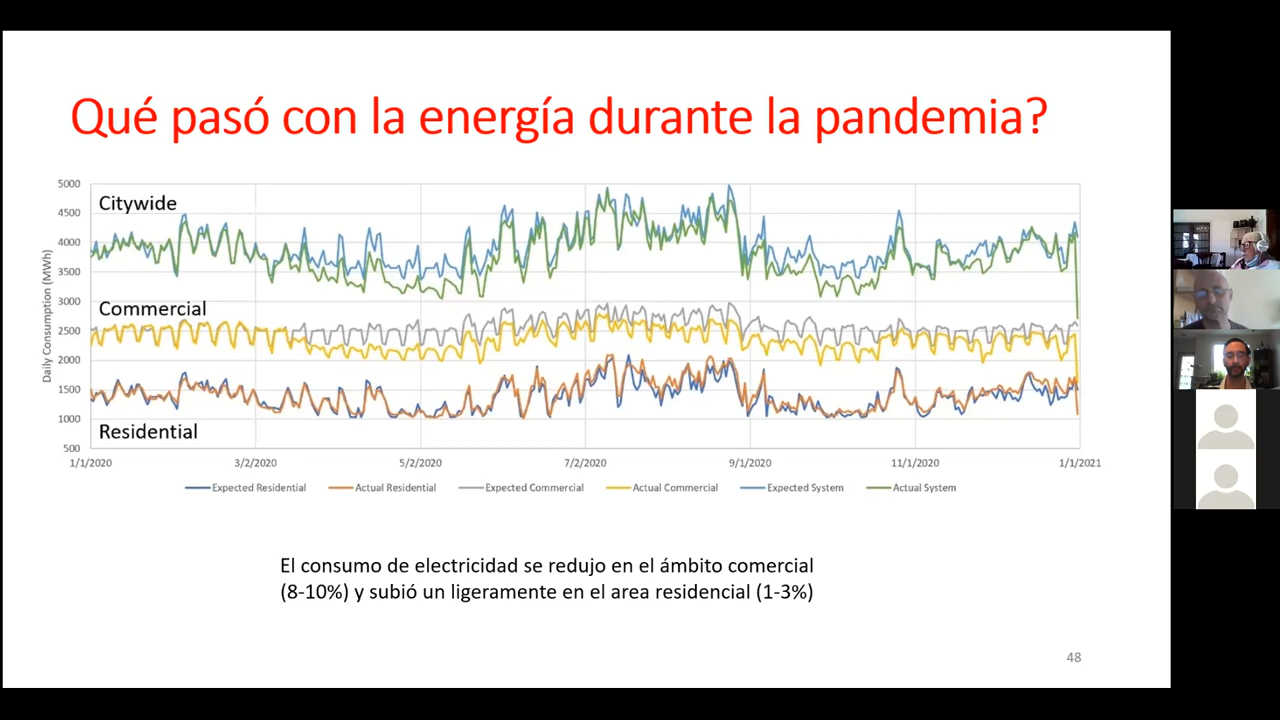 Qué pasó con la energía durante la pandemia?
5000
4500
4000
3500
3000
2500
2000
1500
1000
500
Daily Consumption (MWh)
Citywide
Commercial
Residential
1/1/2020 3/2/2020 5/2/2020 7/2/2020 9/1/2020 11/1/2020 1/1/2021
Expected Residential Actual Residential Expected Commercial Actual Commercial Expected System Actual System
El consumo de electricidad se redujo en el ámbito comercial
(8-10%) y subió un ligeramente en el area residencial (1-3%)
48